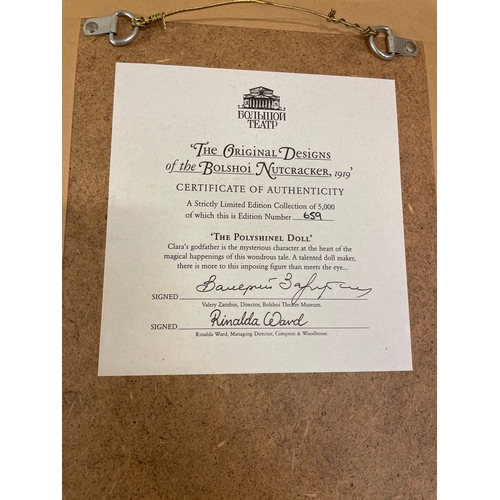 БОЛЬШОЙ
ТЕАТР
'THE ORIGINAL DESIGNS
of the BOLSHOI NUTCRACKER, 1919'
CERTIFICATE OF AUTHENTICITY
A Strictly Limited Edition Collection of 5,000
of which this is Edition Number 659
'THE POLYSHINEL DOLL'
Clara's godfather is the mysterious character at the heart of the
magical happenings of this wondrous tale. A talented doll maker,
there is more to this imposing figure than meets the eye...
SIGNED Валерий Зарубин
Valery Zarubin, Director, Bolshoi Theatre Museum.
SIGNED Rinalda Ward
Rinalda Ward, Managing Director, Compton & Woodhouse.